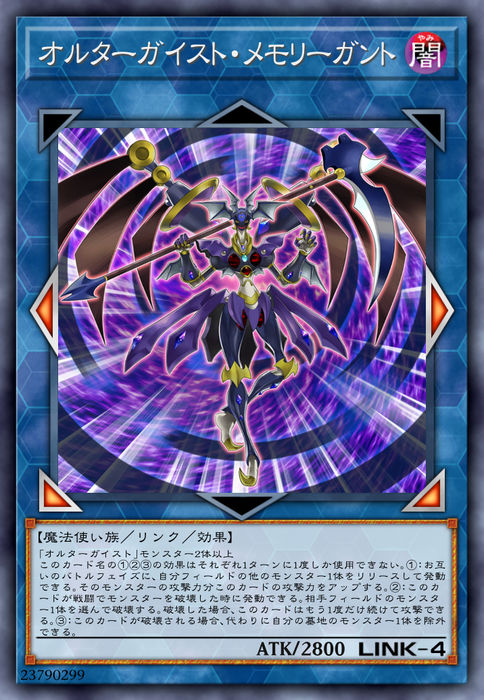 オルターガイスト・メモリーガント
やみ
闇
【魔法使い族／リンク／効果】
「オルターガイスト」モンスター2体以上
このカード名の①②③の効果はそれぞれ1ターンに1度しか使用できない。①：お互
いのバトルフェイズに、自分フィールドの他のモンスター1体をリリースして発動
できる。そのモンスターの攻撃力分このカードの攻撃力をアップする。②：このカ
ードが戦闘でモンスターを破壊した時に発動できる。相手フィールドのモンスタ
ー1体を選んで破壊する。破壊した場合、このカードはもう1度だけ続けて攻撃でき
る。③：このカードが破壊される場合、代わりに自分の墓地のモンスター1体を除外
できる。
ATK/2800 LINK-4
23790299